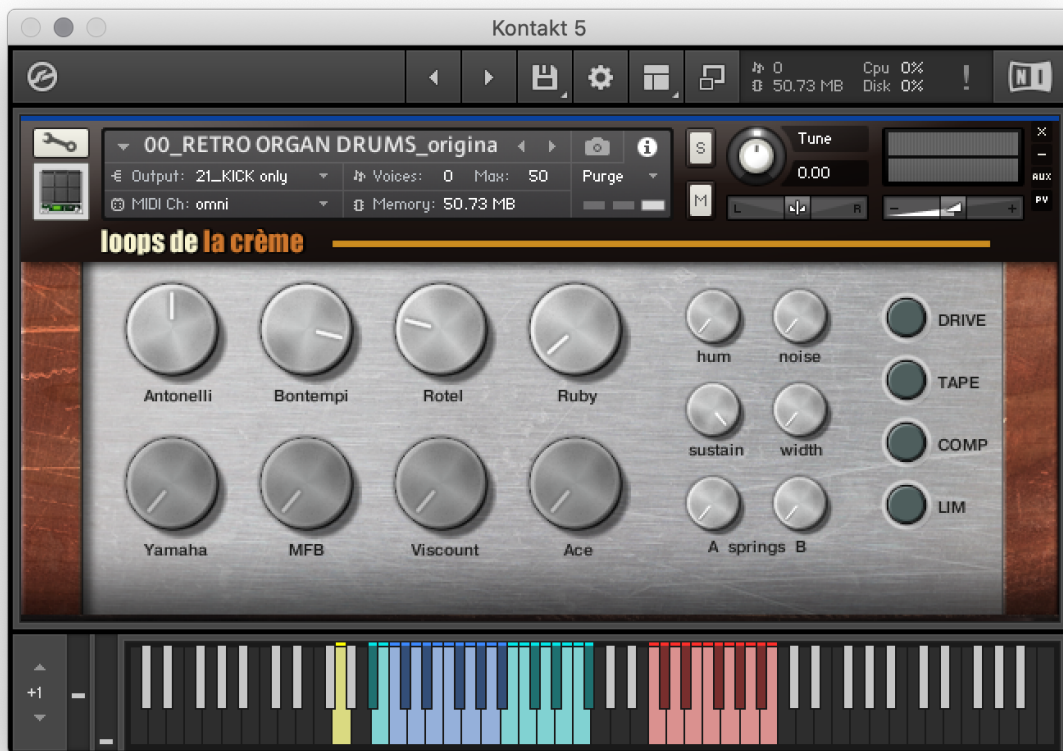 Kontakt 5
0
50.73 MB
Cpu 0%
Disk 0%
!
NI
00_RETRO ORGAN DRUMS_origina
Output: 21_KICK only
Voices: 0 Max: 50
Purge
MIDI Ch: omni
Memory: 50.73 MB
S
M
Tune
0.00
L
R
-
+
×
-
AUX
PV
loops de la crème
Antonelli
Bontempi
Rotel
Ruby
hum
noise
DRIVE
TAPE
sustain
width
COMP
Yamaha
MFB
Viscount
Ace
A springs B
LIM
+1